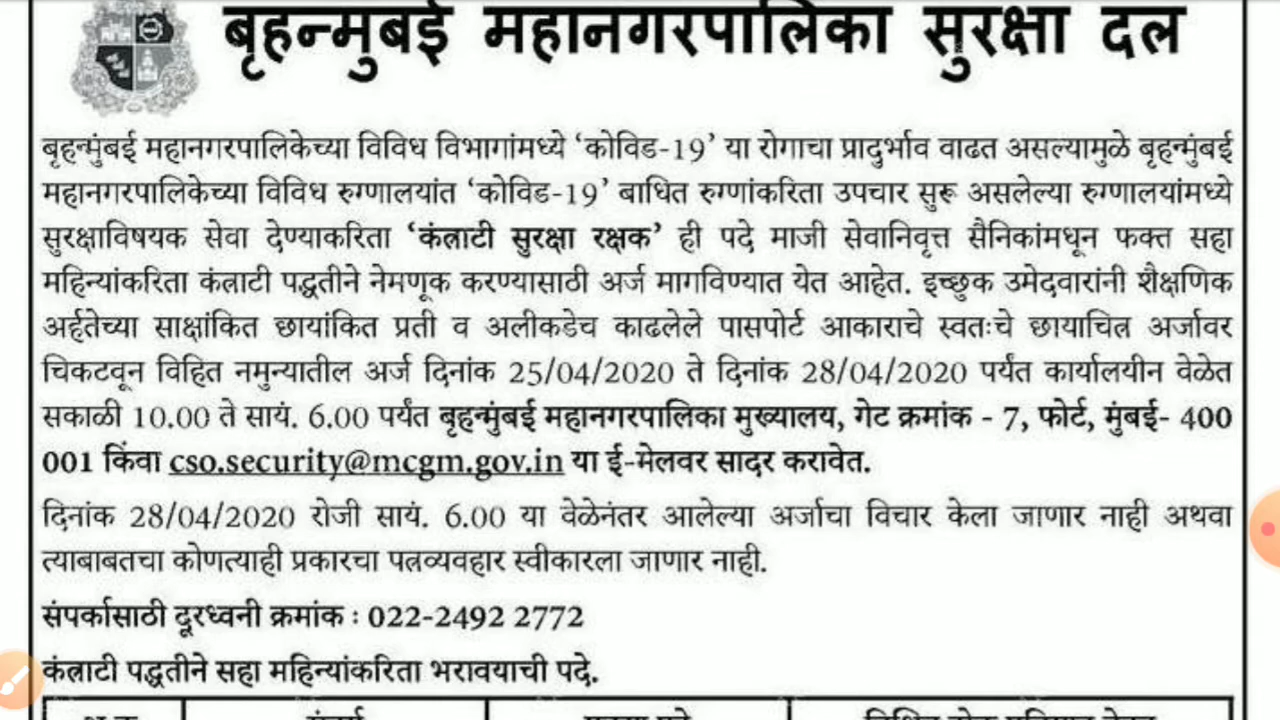 बृहन्मुंबई महानगरपालिका सुरक्षा दल
बृहन्मुंबई महानगरपालिकेच्या विविध विभागांमध्ये ‘कोविड-19’ या रोगाचा प्रादुर्भाव वाढत असल्यामुळे बृहन्मुंबई
महानगरपालिकेच्या विविध रुग्णालयांत ‘कोविड-19’ बाधित रुग्णांकरिता उपचार सुरू असलेल्या रुग्णालयांमध्ये
सुरक्षाविषयक सेवा देण्याकरिता ‘कंत्राटी सुरक्षा रक्षक’ ही पदे माजी सेवानिवृत्त सैनिकांमधून फक्त सहा
महिन्यांकरिता कंत्राटी पद्धतीने नेमणूक करण्यासाठी अर्ज मागविण्यात येत आहेत. इच्छुक उमेदवारांनी शैक्षणिक
अर्हतेच्या साक्षांकित छायांकित प्रती व अलीकडेच काढलेले पासपोर्ट आकाराचे स्वतःचे छायाचित्र अर्जावर
चिकटवून विहित नमुन्यातील अर्ज दिनांक 25/04/2020 ते दिनांक 28/04/2020 पर्यंत कार्यालयीन वेळेत
सकाळी 10.00 ते सायं. 6.00 पर्यंत बृहन्मुंबई महानगरपालिका मुख्यालय, गेट क्रमांक - 7, फोर्ट, मुंबई- 400
001 किंवा cso.security@mcgm.gov.in या ई-मेलवर सादर करावेत.
दिनांक 28/04/2020 रोजी सायं. 6.00 या वेळेनंतर आलेल्या अर्जाचा विचार केला जाणार नाही अथवा
त्याबाबतचा कोणत्याही प्रकारचा पत्रव्यवहार स्वीकारला जाणार नाही.
संपर्कासाठी दूरध्वनी क्रमांक : 022-2492 2772
कंत्राटी पद्धतीने सहा महिन्यांकरिता भरावयाची पदे.